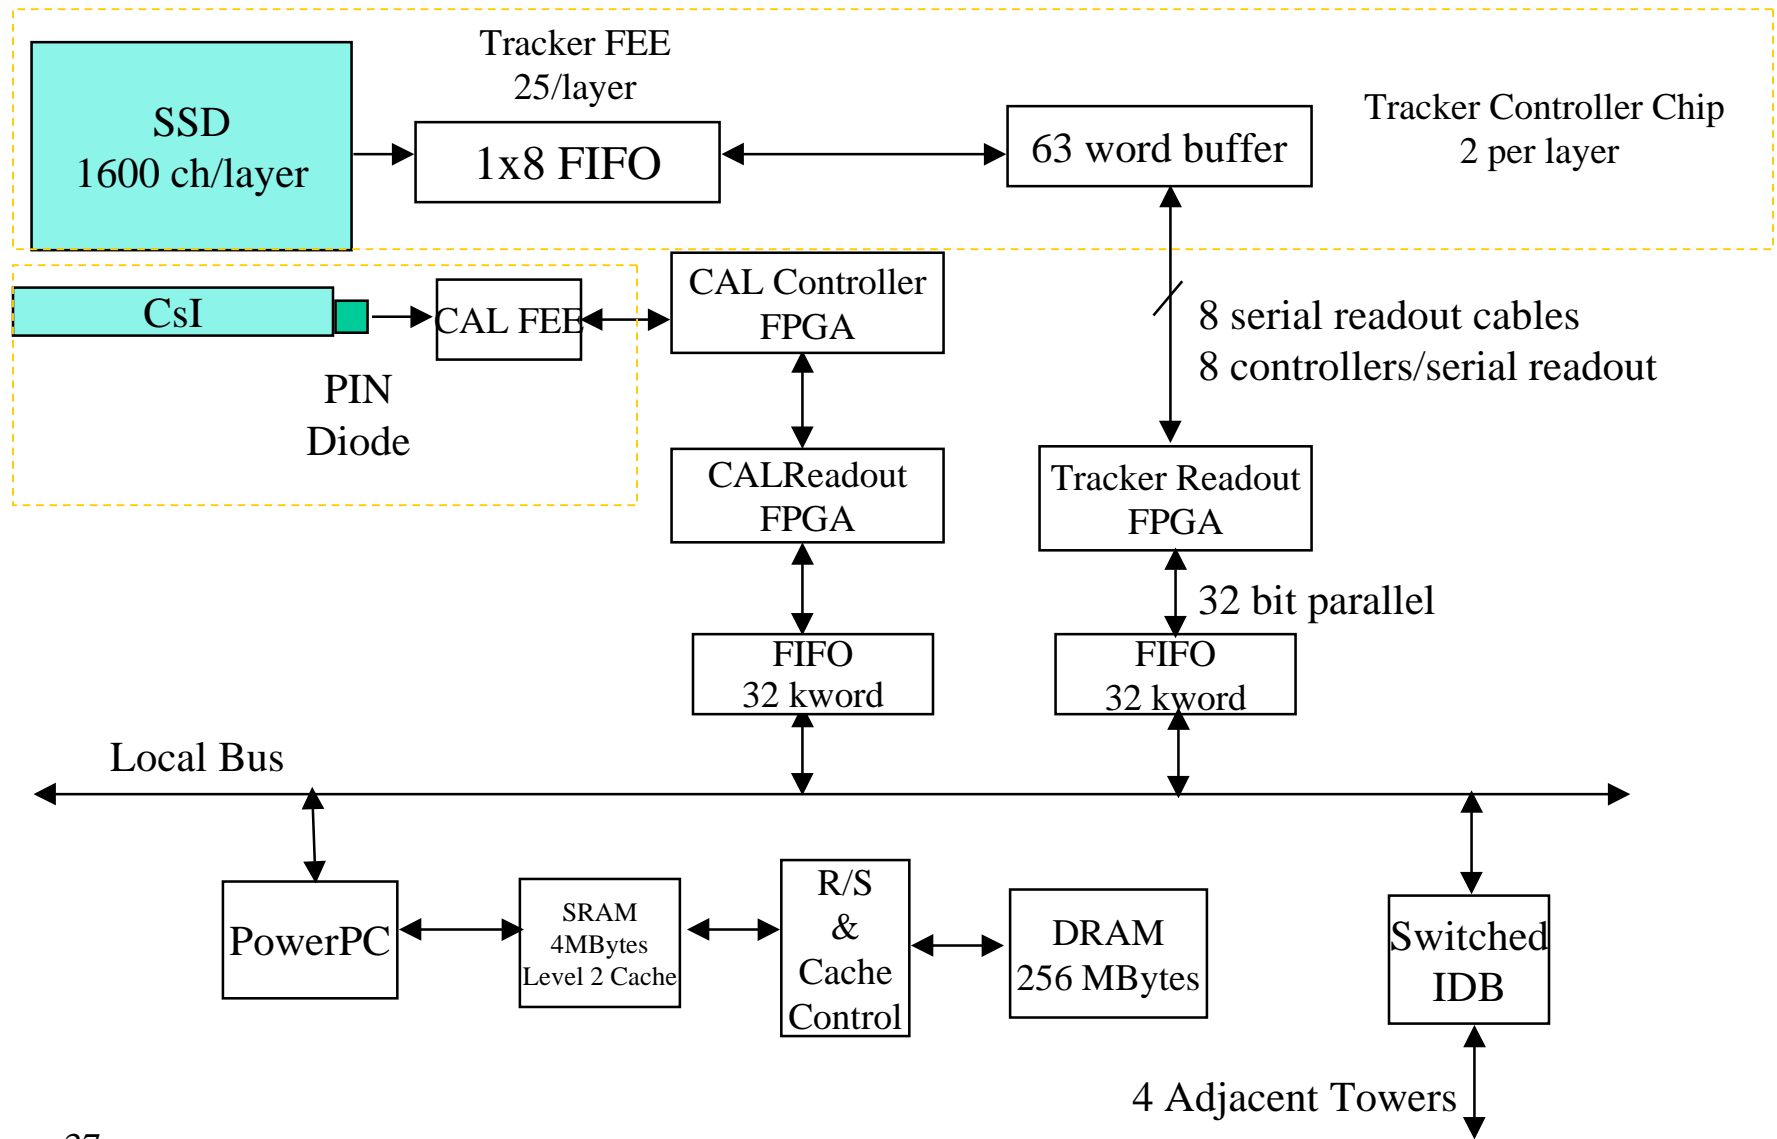 Tracker FEE
25/layer
SSD
1600 ch/layer
1x8 FIFO
63 word buffer
Tracker Controller Chip
2 per layer
CsI
CAL FEE
CAL Controller
FPGA
8 serial readout cables
8 controllers/serial readout
PIN
Diode
CALReadout
FPGA
Tracker Readout
FPGA
32 bit parallel
FIFO
32 kword
FIFO
32 kword
Local Bus
PowerPC
SRAM
4MBytes
Level 2 Cache
R/S
&
Cache
Control
DRAM
256 MBytes
Switched
IDB
4 Adjacent Towers